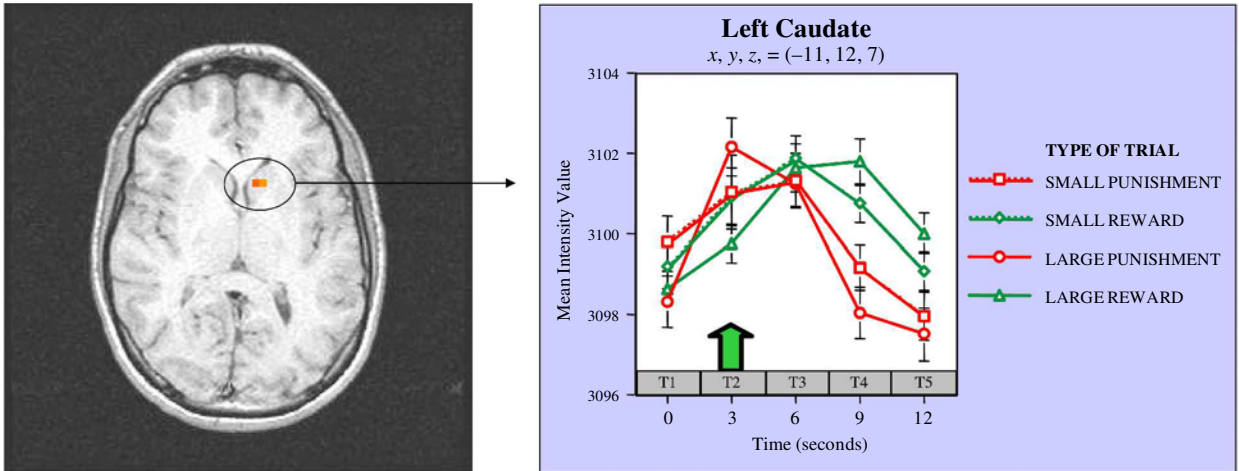 Left Caudate
x, y, z, = (–11, 12, 7)
3104
3102
3100
3098
3096
Mean Intensity Value
T1 T2 T3 T4 T5
0 3 6 9 12
Time (seconds)
TYPE OF TRIAL
SMALL PUNISHMENT
SMALL REWARD
LARGE PUNISHMENT
LARGE REWARD